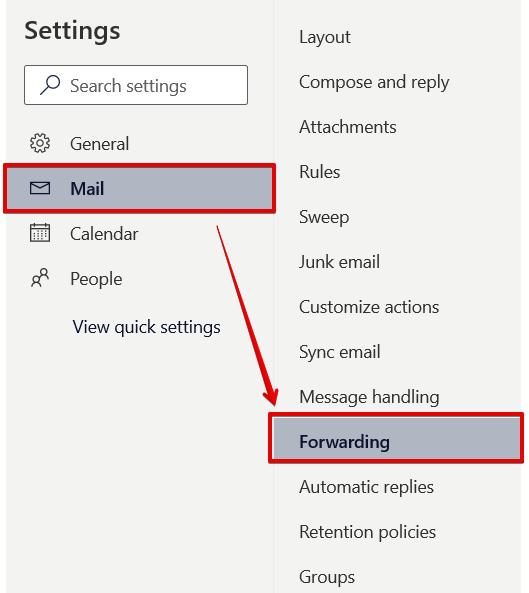 Settings
Search settings
General
Mail
Calendar
People
View quick settings
Layout
Compose and reply
Attachments
Rules
Sweep
Junk email
Customize actions
Sync email
Message handling
Forwarding
Automatic replies
Retention policies
Groups